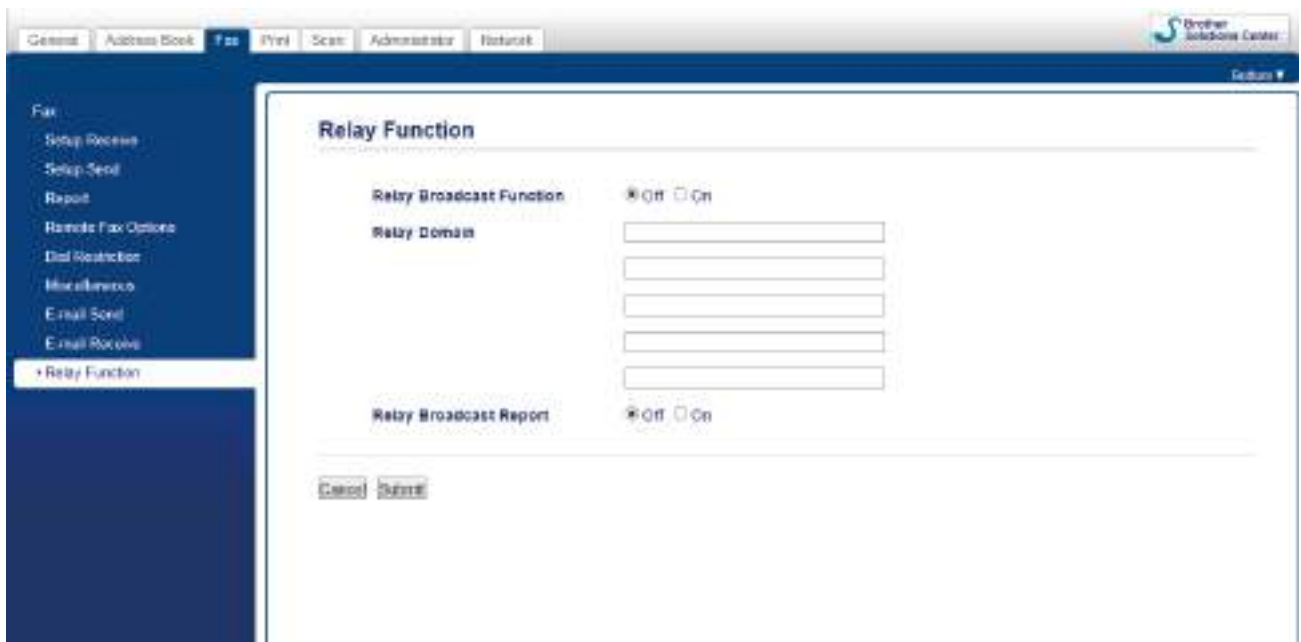 General Address Book Fax Print Scan Administrator Network
Brother
Solutions Center
Fax
Setup Receive
Setup Send
Report
Remote Fax Options
Dial Restriction
Miscellaneous
E-mail Send
E-mail Receive
Relay Function
Relay Function
Relay Broadcast Function Off On
Relay Domain
Relay Broadcast Report Off On
Cancel Submit